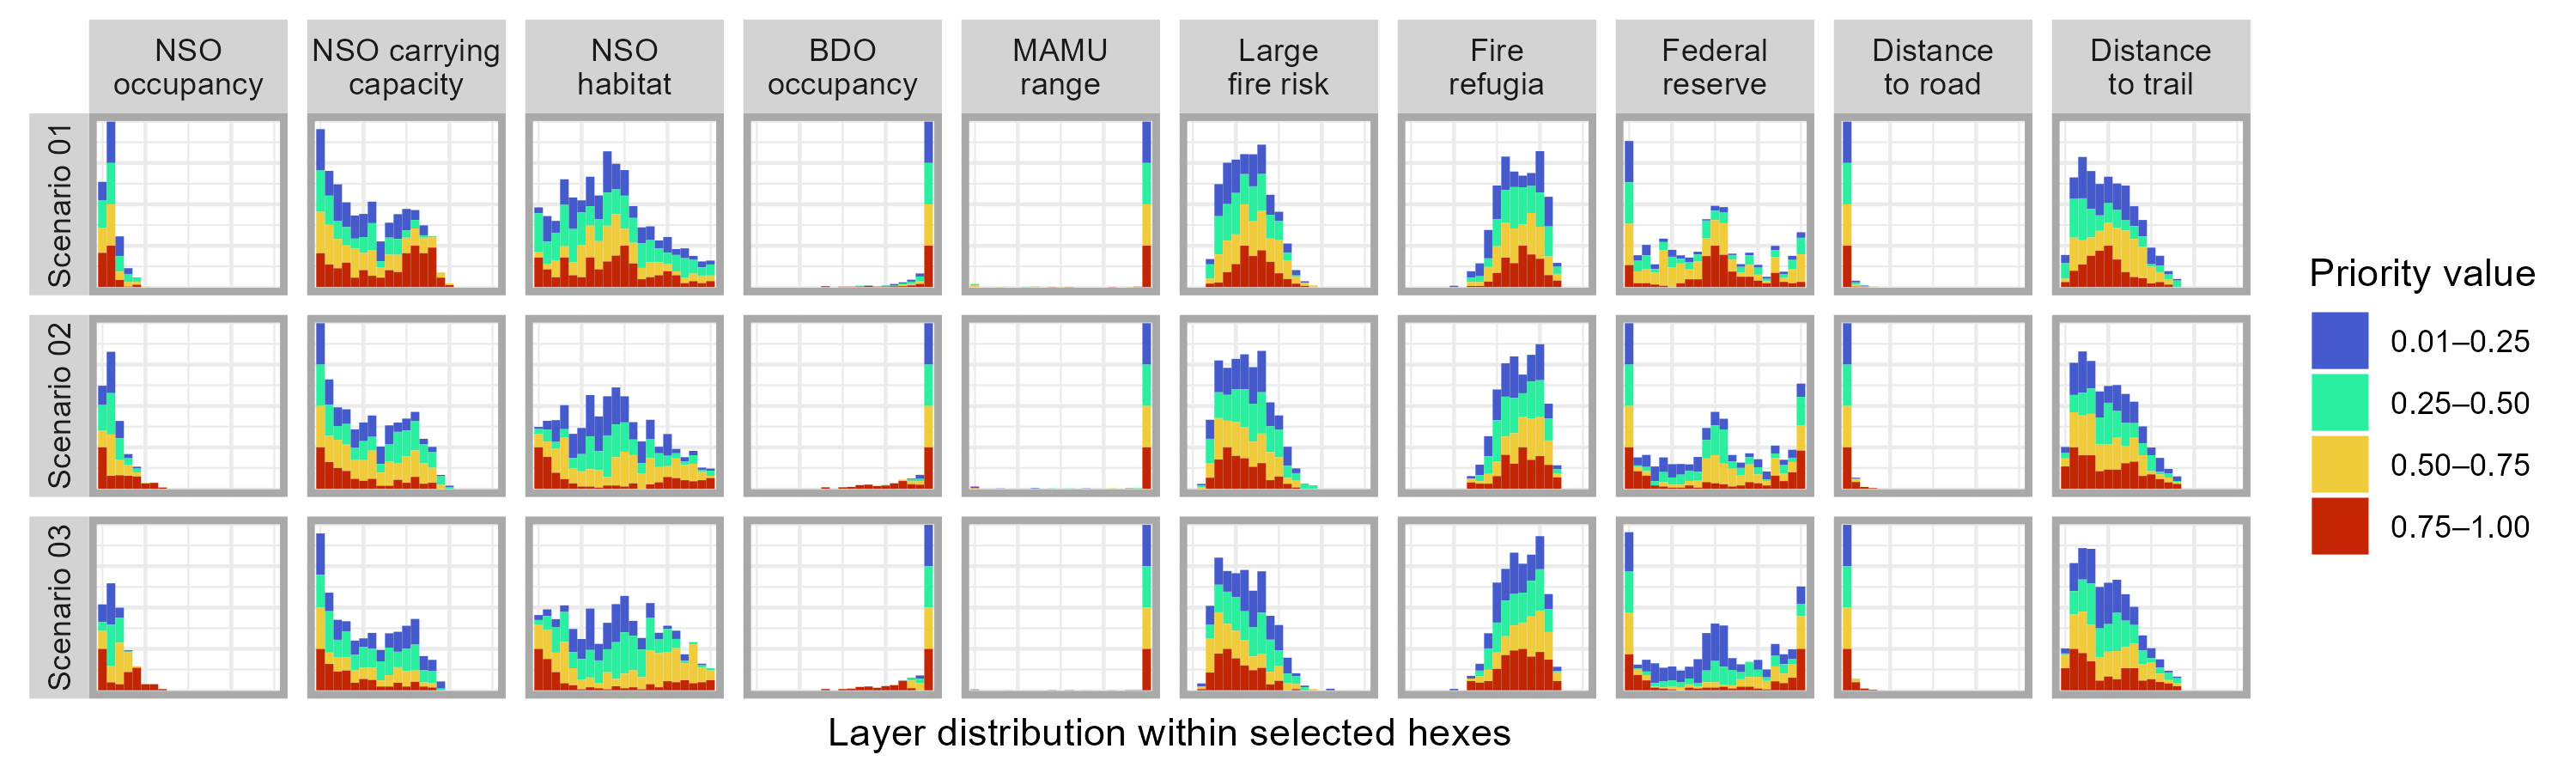 NSO
occupancy
NSO carrying
capacity
NSO
habitat
BDO
occupancy
MAMU
range
Large
fire risk
Fire
refugia
Federal
reserve
Distance
to road
Distance
to trail
Scenario 01
Scenario 02
Scenario 03
Layer distribution within selected hexes
Priority value
0.01–0.25
0.25–0.50
0.50–0.75
0.75–1.00